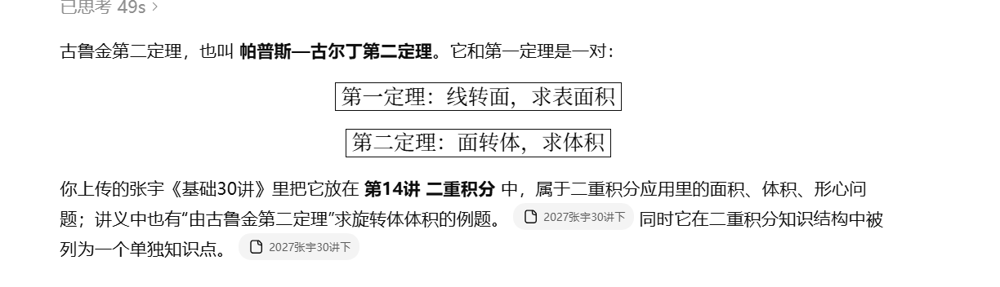 已思考 49s >
古鲁金第二定理，也叫 帕普斯—古尔丁第二定理。它和第一定理是一对：
第一定理：线转面，求表面积
第二定理：面转体，求体积
你上传的张宇《基础30讲》里把它放在 第14讲 二重积分 中，属于二重积分应用里的面积、体积、形心问
题；讲义中也有“由古鲁金第二定理”求旋转体体积的例题。 2027张宇30讲下 同时它在二重积分知识结构中被
列为一个单独知识点。 2027张宇30讲下